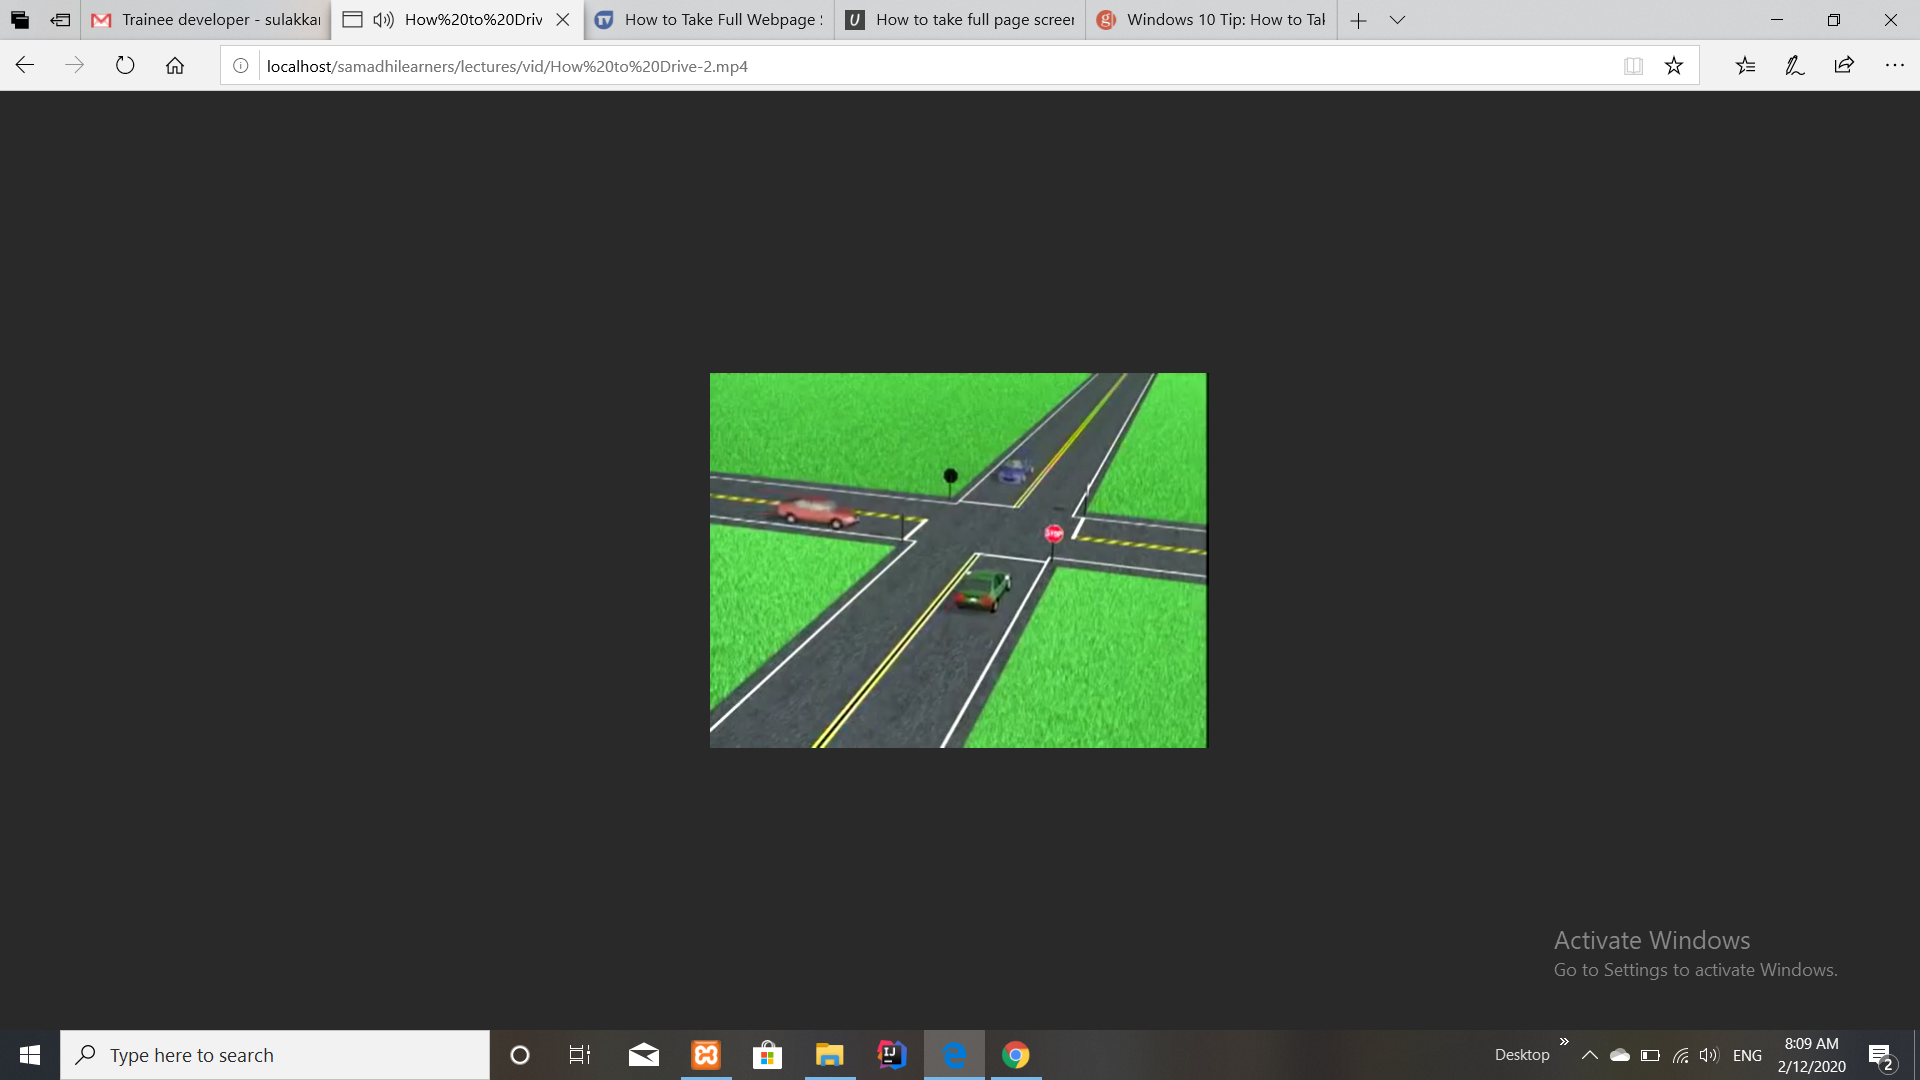 Trainee developer - sulakkar
How%20to%20Driv
How to Take Full Webpage S
How to take full page screen
Windows 10 Tip: How to Tak
localhost/samadhilearners/lectures/vid/How%20to%20Drive-2.mp4
STOP
Activate Windows
Go to Settings to activate Windows.
Type here to search
Desktop
ENG
8:09 AM
2/12/2020
2